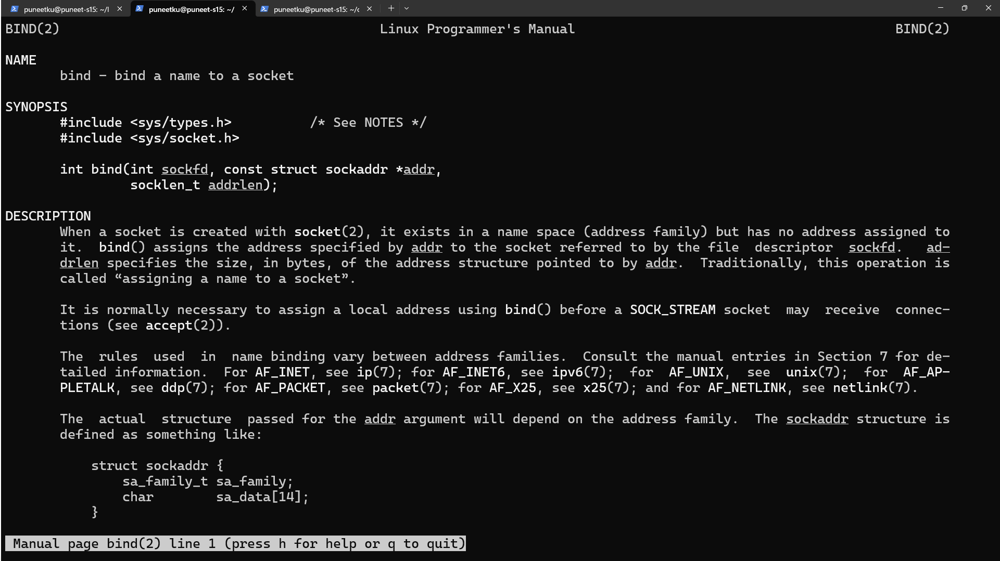 puneetku@puneet-s15: ~/l
puneetku@puneet-s15: ~/
puneetku@puneet-s15: ~/c
BIND(2) Linux Programmer's Manual BIND(2)
NAME
bind - bind a name to a socket
SYNOPSIS
#include <sys/types.h> /* See NOTES */
#include <sys/socket.h>
int bind(int sockfd, const struct sockaddr *addr,
socklen_t addrlen);
DESCRIPTION
When a socket is created with socket(2), it exists in a name space (address family) but has no address assigned to
it. bind() assigns the address specified by addr to the socket referred to by the file descriptor sockfd. ad-
drlen specifies the size, in bytes, of the address structure pointed to by addr. Traditionally, this operation is
called “assigning a name to a socket”.
It is normally necessary to assign a local address using bind() before a SOCK_STREAM socket may receive connec-
tions (see accept(2)).
The rules used in name binding vary between address families. Consult the manual entries in Section 7 for de-
tailed information. For AF_INET, see ip(7); for AF_INET6, see ipv6(7); for AF_UNIX, see unix(7); for AF_AP-
PLETALK, see ddp(7); for AF_PACKET, see packet(7); for AF_X25, see x25(7); and for AF_NETLINK, see netlink(7).
The actual structure passed for the addr argument will depend on the address family. The sockaddr structure is
defined as something like:
struct sockaddr {
sa_family_t sa_family;
char sa_data[14];
}
Manual page bind(2) line 1 (press h for help or q to quit)